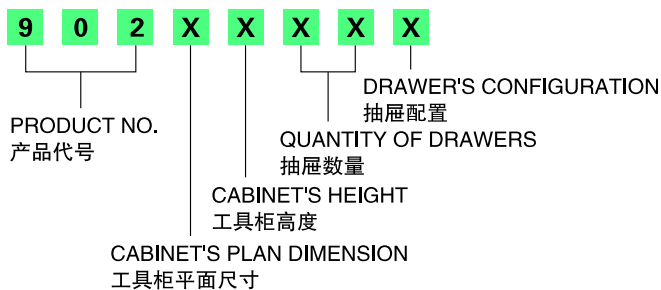 9 0 2 X X X X X
DRAWER'S CONFIGURATION
抽屉配置
PRODUCT NO.
产品代号
QUANTITY OF DRAWERS
抽屉数量
CABINET'S HEIGHT
工具柜高度
CABINET'S PLAN DIMENSION
工具柜平面尺寸